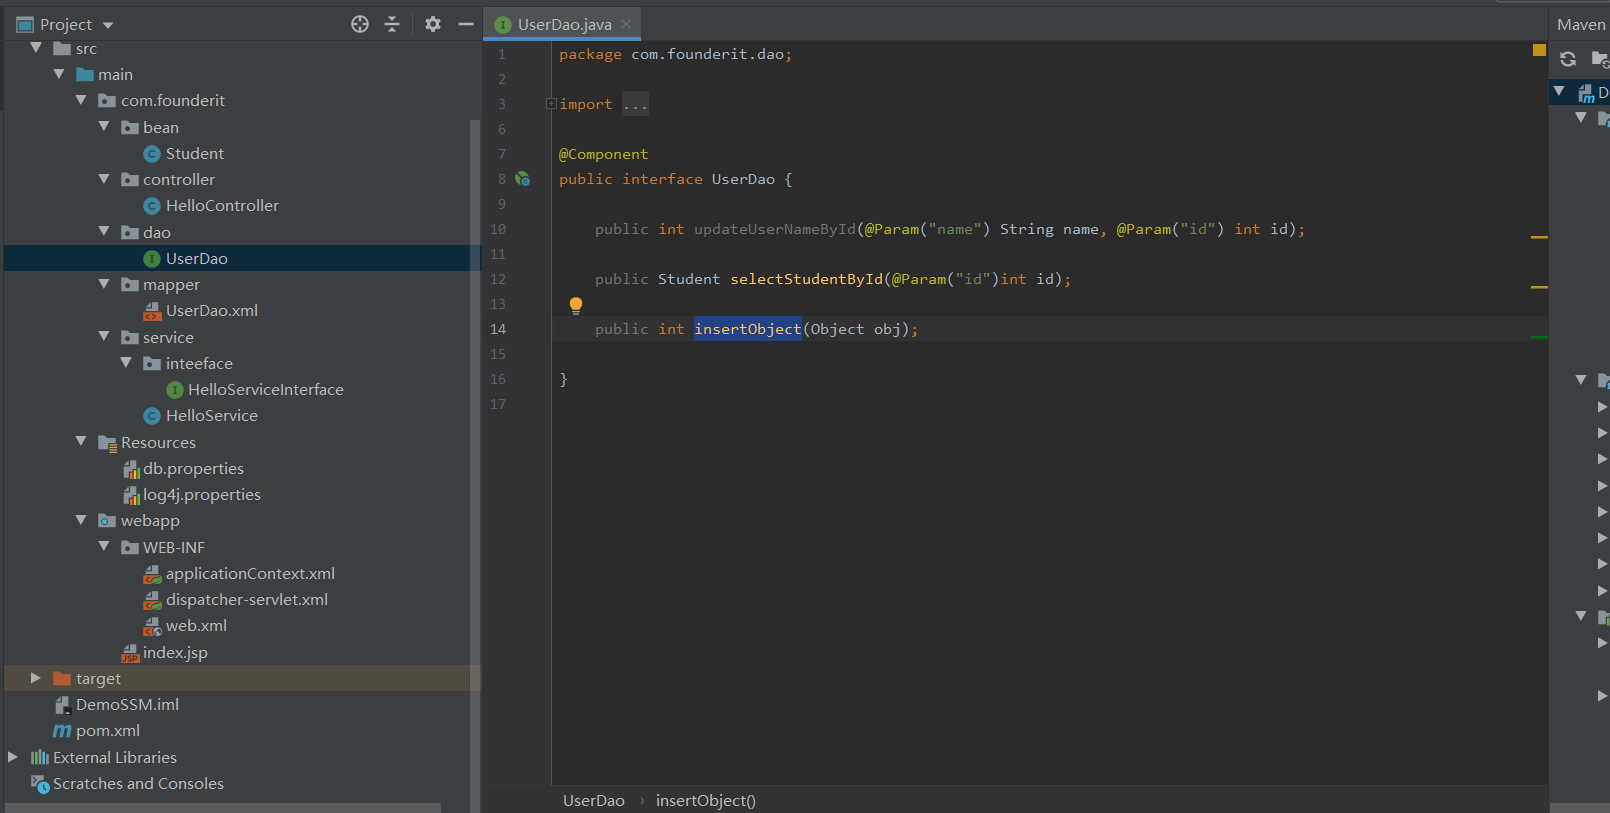 Project
src
main
com.founderit
bean
Student
controller
HelloController
dao
UserDao
mapper
UserDao.xml
service
inteeface
HelloServiceInterface
HelloService
Resources
db.properties
log4j.properties
webapp
WEB-INF
applicationContext.xml
dispatcher-servlet.xml
web.xml
index.jsp
target
DemoSSM.iml
pom.xml
External Libraries
Scratches and Consoles
UserDao.java
1 package com.founderit.dao;
2
3 import ...
6
7 @Component
8 public interface UserDao {
9
10 public int updateUserNameById(@Param("name") String name, @Param("id") int id);
11
12 public Student selectStudentById(@Param("id")int id);
13
14 public int insertObject(Object obj);
15
16 }
17
UserDao › insertObject()
Maven
D